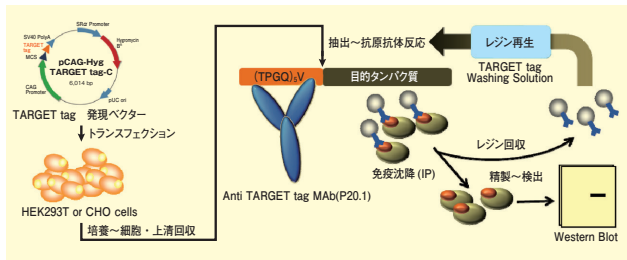 SRα Promoter
SV40 PolyA
TARGET
tag
MCS
Hygromycin
B^R
pCAG-Hyg
TARGET tag-C
6,014 bp
CAG
Promoter
pUC ori
TARGET tag 発現ベクター
トランスフェクション
HEK293T or CHO cells
培養～細胞・上清回収
抽出～抗原抗体反応
(TPGQ)₅V
目的タンパク質
Anti TARGET tag MAb(P20.1)
免疫沈降 (IP)
レジン再生
TARGET tag
Washing Solution
レジン回収
精製～検出
Western Blot